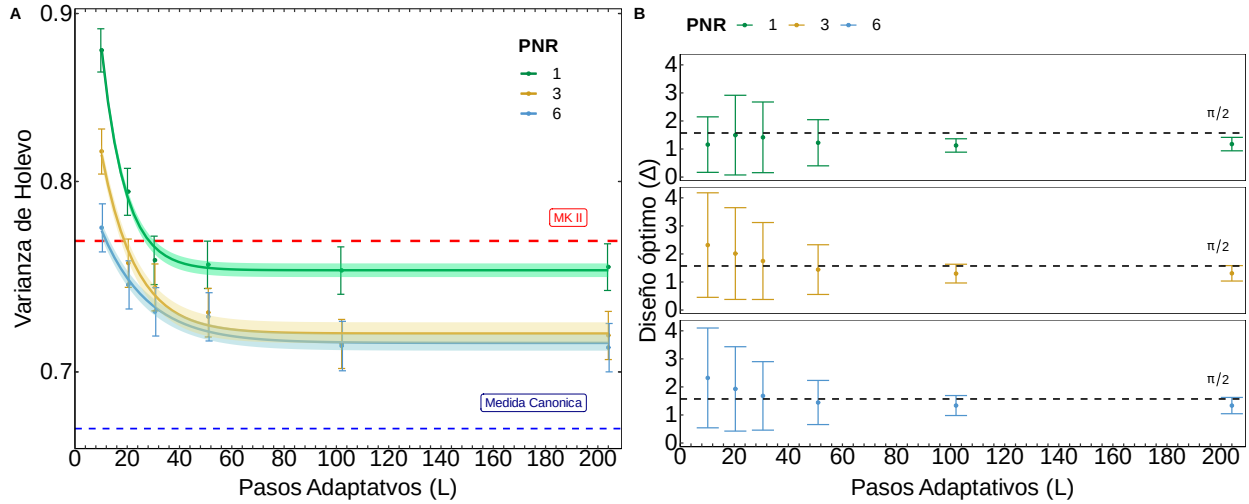 A
0.9
0.8
0.7
Varianza de Holevo
PNR
1
3
6
MK II
Medida Canonica
0 20 40 60 80 100 120 140 160 180 200
Pasos Adaptatvos (L)
B
PNR 1 3 6
4
3
2
1
0
π/2
4
3
2
1
0
π/2
4
3
2
1
0
π/2
Diseño óptimo (Δ)
0 20 40 60 80 100 120 140 160 180 200
Pasos Adaptativos (L)